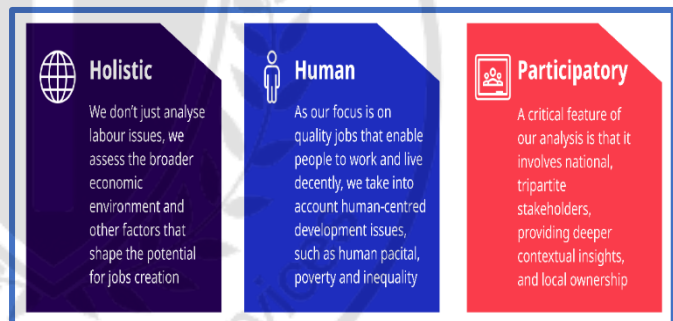 Holistic
We don't just analyse
labour issues, we
assess the broader
economic
environment and
other factors that
shape the potential
for jobs creation
Human
As our focus is on
quality jobs that enable
people to work and live
decently, we take into
account human-centred
development issues,
such as human pacital,
poverty and inequality
Participatory
A critical feature of
our analysis is that it
involves national,
tripartite
stakeholders,
providing deeper
contextual insights,
and local ownership